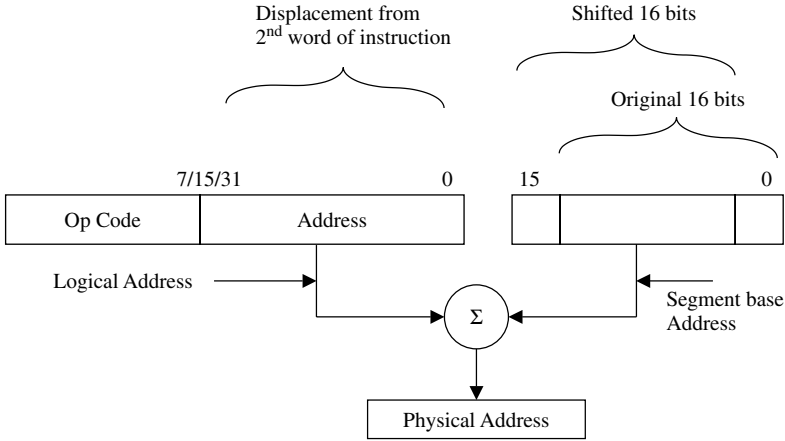 Displacement from
2nd word of instruction
Shifted 16 bits
Original 16 bits
7/15/31
0
15
0
Op Code
Address
Logical Address
Segment base
Address
Σ
Physical Address